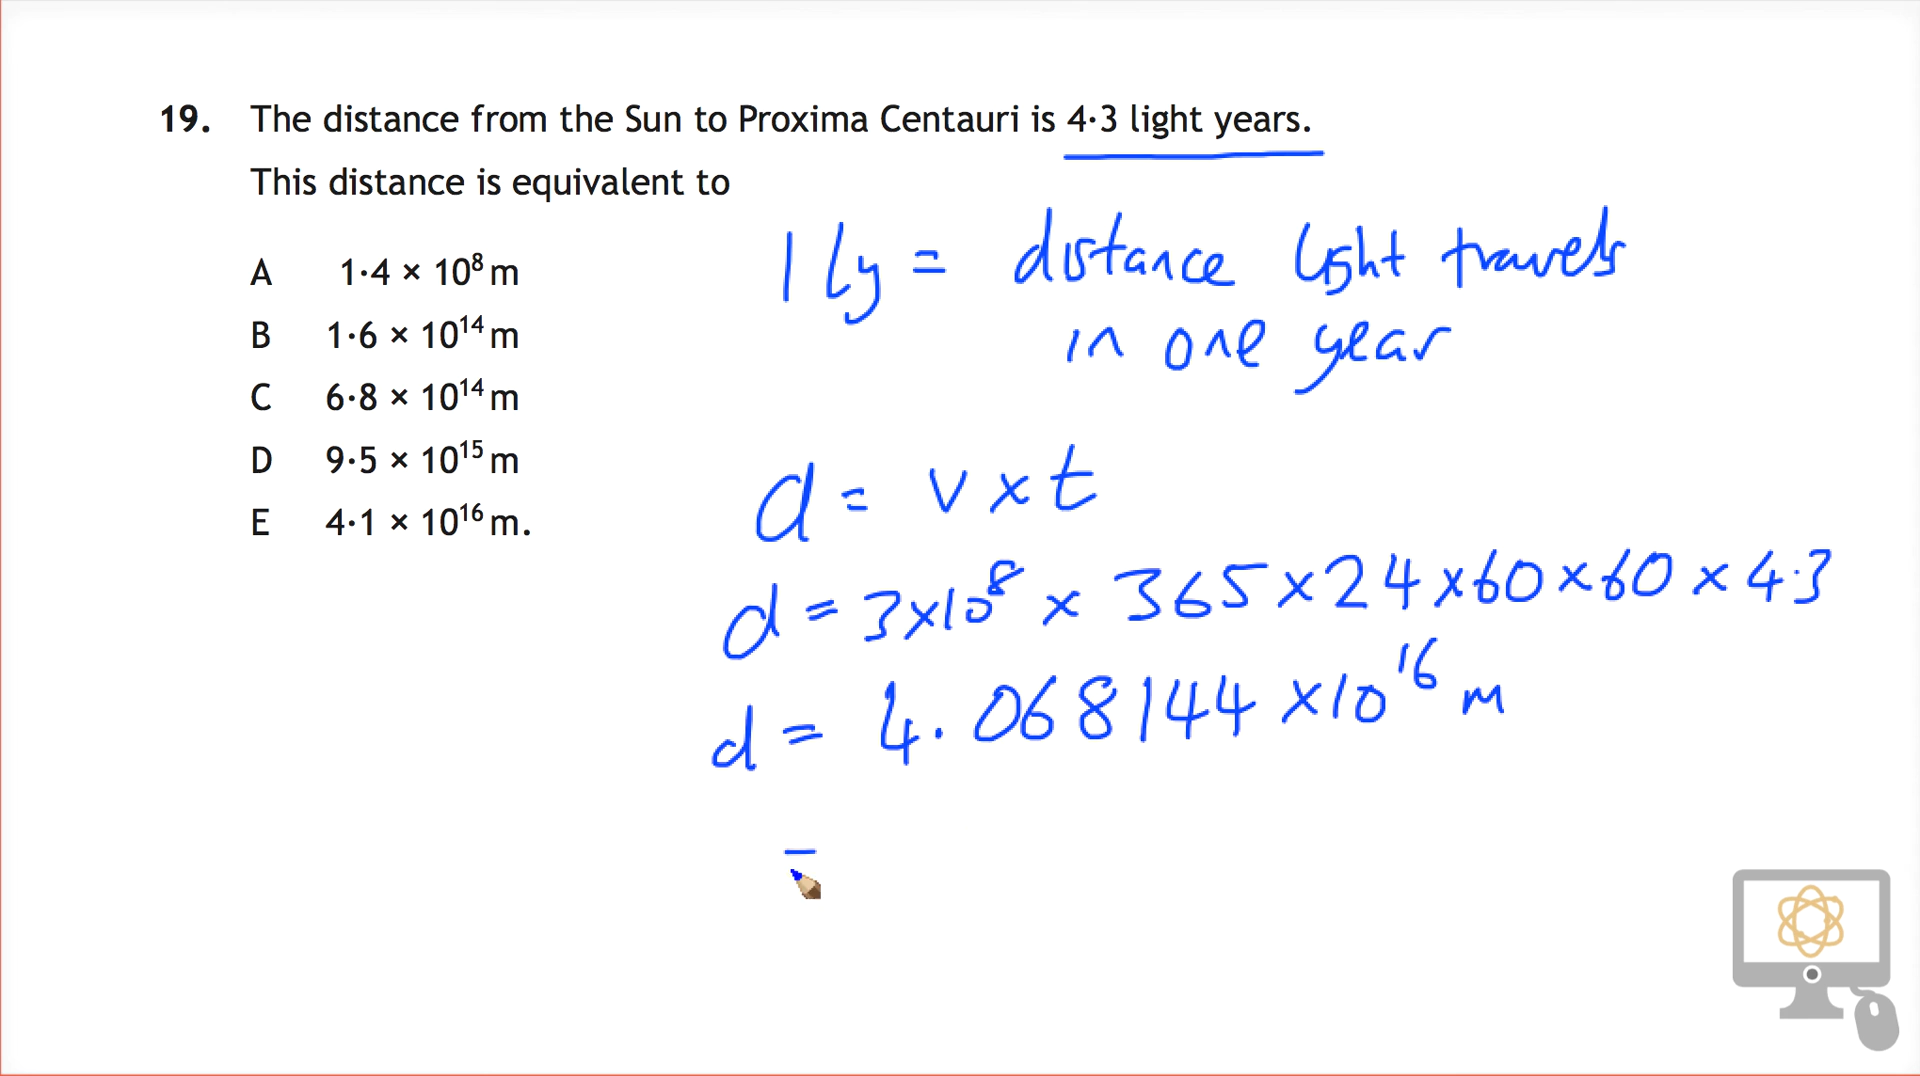 19. The distance from the Sun to Proxima Centauri is 4·3 light years.
This distance is equivalent to
A 1·4 × 10⁸ m
B 1·6 × 10¹⁴ m
C 6·8 × 10¹⁴ m
D 9·5 × 10¹⁵ m
E 4·1 × 10¹⁶ m.
1 ly = distance light travels
in one year
d = v × t
d = 3×10⁸ × 365×24×60×60×4.3
d = 4.068144 ×10¹⁶ m